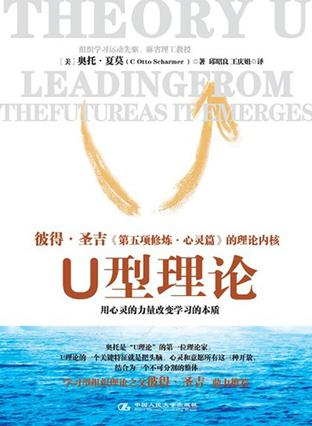 THEORY U
组织学习运动先驱、麻省理工教授
[美] 奥托·夏莫 (C Otto Scharmer) 著 邱昭良 王庆娟 译
LEADINGFROM
THEFUTUREASITEMERGES
彼得·圣吉《第五项修炼·心灵篇》的理论内核
U型理论
用心灵的力量改变学习的本质
奥托是“U理论”的第一位理论家
U理论的一个关键特征就是把头脑、心灵和意愿所有这一种开放,
结合为一个不可分割的整体
学习型组织理论之父彼得·圣吉 鼎力推荐
中国人民大学出版社